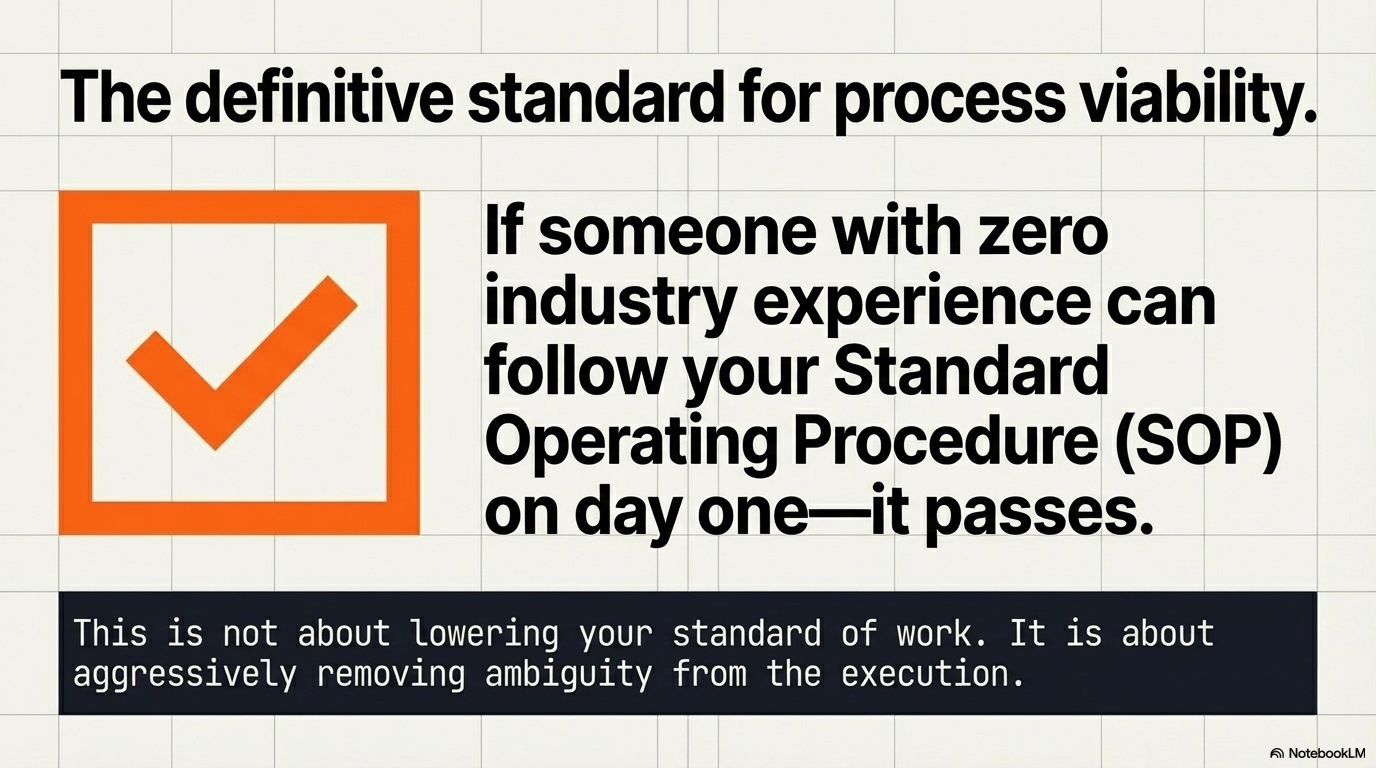 The definitive standard for process viability.
If someone with zero
industry experience can
follow your Standard
Operating Procedure (SOP)
on day one—it passes.
This is not about lowering your standard of work. It is about
aggressively removing ambiguity from the execution.
NotebookLM